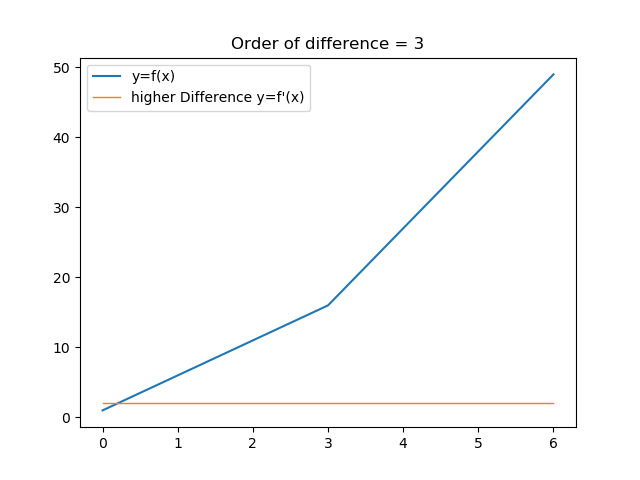 Order of difference = 3
y=f(x)
higher Difference y=f'(x)
50
40
30
20
10
0
0 1 2 3 4 5 6